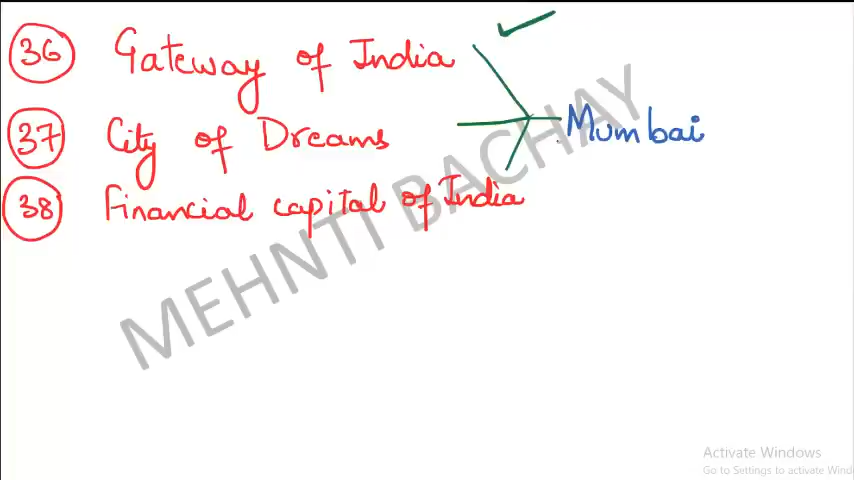 36 Gateway of India
37 City of Dreams
Mumbai
38 Financial capital of India
MEHNTI BACHAY
Activate Windows
Go to Settings to activate Wind